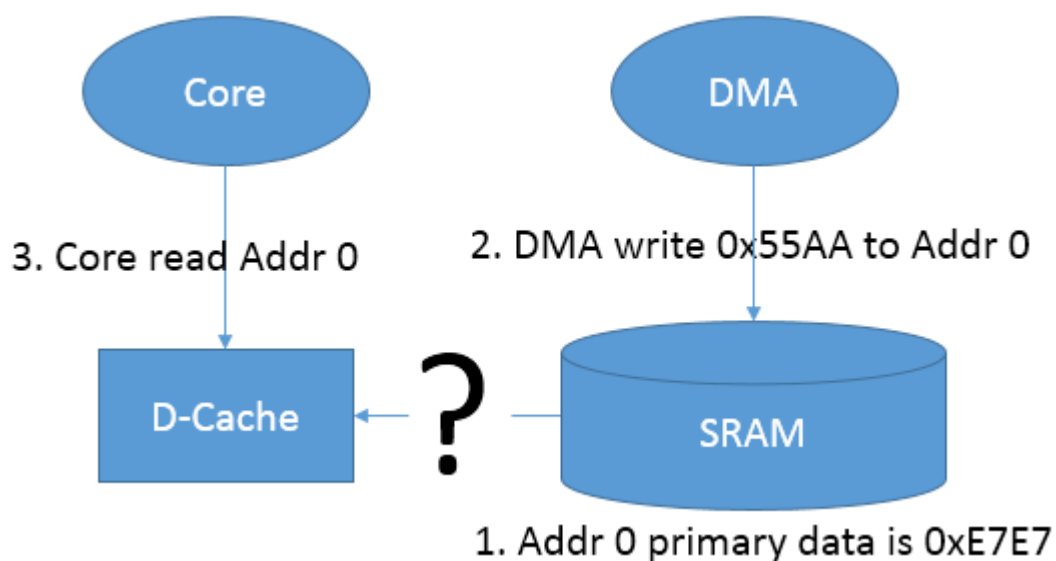 Core
DMA
3. Core read Addr 0
2. DMA write 0x55AA to Addr 0
D-Cache
?
SRAM
1. Addr 0 primary data is 0xE7E7